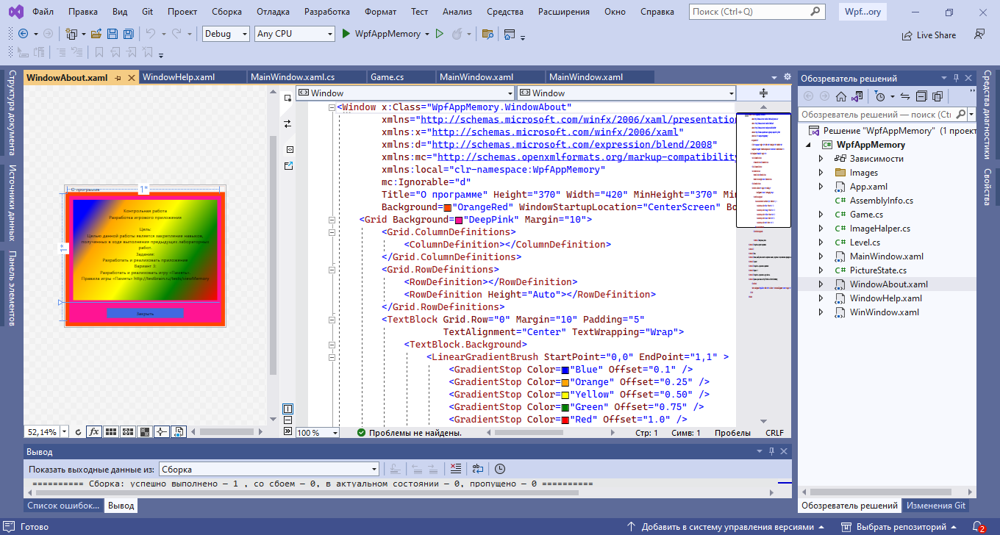 Файл Правка Вид Git Проект Сборка Отладка Разработка Формат Тест Анализ Средства Расширения Окно Справка Поиск (Ctrl+Q) Wpf...ory
Debug Any CPU WpfAppMemory Live Share
WindowAbout.xaml WindowHelp.xaml MainWindow.xaml.cs Game.cs MainWindow.xaml MainWindow.xaml
Структура документа
Источники данных
Панель элементов
О программе
1*
1*
Контрольная работа
Разработка игрового приложения
Цель:
Целью данной работы является закрепление навыков,
полученных в ходе выполнения предыдущих лабораторных
работ.
Задание:
Разработать и реализовать приложение
Вариант 3:
Разработать и реализовать игру «Память».
Правила игры «Память» http://testbrain.ru/tests/viewMemory
Закрыть
52,14% fx
Window Window
<Window x:Class="WpfAppMemory.WindowAbout"
xmlns="http://schemas.microsoft.com/winfx/2006/xaml/presentation
xmlns:x="http://schemas.microsoft.com/winfx/2006/xaml"
xmlns:d="http://schemas.microsoft.com/expression/blend/2008"
xmlns:mc="http://schemas.openxmlformats.org/markup-compatibility
xmlns:local="clr-namespace:WpfAppMemory"
mc:Ignorable="d"
Title="О программе" Height="370" Width="420" MinHeight="370" Mi
Background="OrangeRed" WindowStartupLocation="CenterScreen" Bo
<Grid Background="DeepPink" Margin="10">
<Grid.ColumnDefinitions>
<ColumnDefinition></ColumnDefinition>
</Grid.ColumnDefinitions>
<Grid.RowDefinitions>
<RowDefinition></RowDefinition>
<RowDefinition Height="Auto"></RowDefinition>
</Grid.RowDefinitions>
<TextBlock Grid.Row="0" Margin="10" Padding="5"
TextAlignment="Center" TextWrapping="Wrap">
<TextBlock.Background>
<LinearGradientBrush StartPoint="0,0" EndPoint="1,1" >
<GradientStop Color="Blue" Offset="0.1" />
<GradientStop Color="Orange" Offset="0.25" />
<GradientStop Color="Yellow" Offset="0.50" />
<GradientStop Color="Green" Offset="0.75" />
<GradientStop Color="Red" Offset="1.0" />
100 % Проблемы не найдены. Стр: 1 Симв: 1 Пробелы CRLF
Обозреватель решений
Обозреватель решений — поиск (Ctr
Решение "WpfAppMemory" (1 проект
WpfAppMemory
Зависимости
Images
App.xaml
C# AssemblyInfo.cs
C# Game.cs
C# ImageHalper.cs
C# Level.cs
MainWindow.xaml
C# PictureState.cs
WindowAbout.xaml
WindowHelp.xaml
WinWindow.xaml
Обозреватель решений Изменения Git
Средства диагностики
Свойства
Вывод
Показать выходные данные из: Сборка
========== Сборка: успешно выполнено – 1 , со сбоем – 0, в актуальном состоянии – 0, пропущено – 0 ==========
Список ошибок... Вывод
Готово Добавить в систему управления версиями Выбрать репозиторий 2